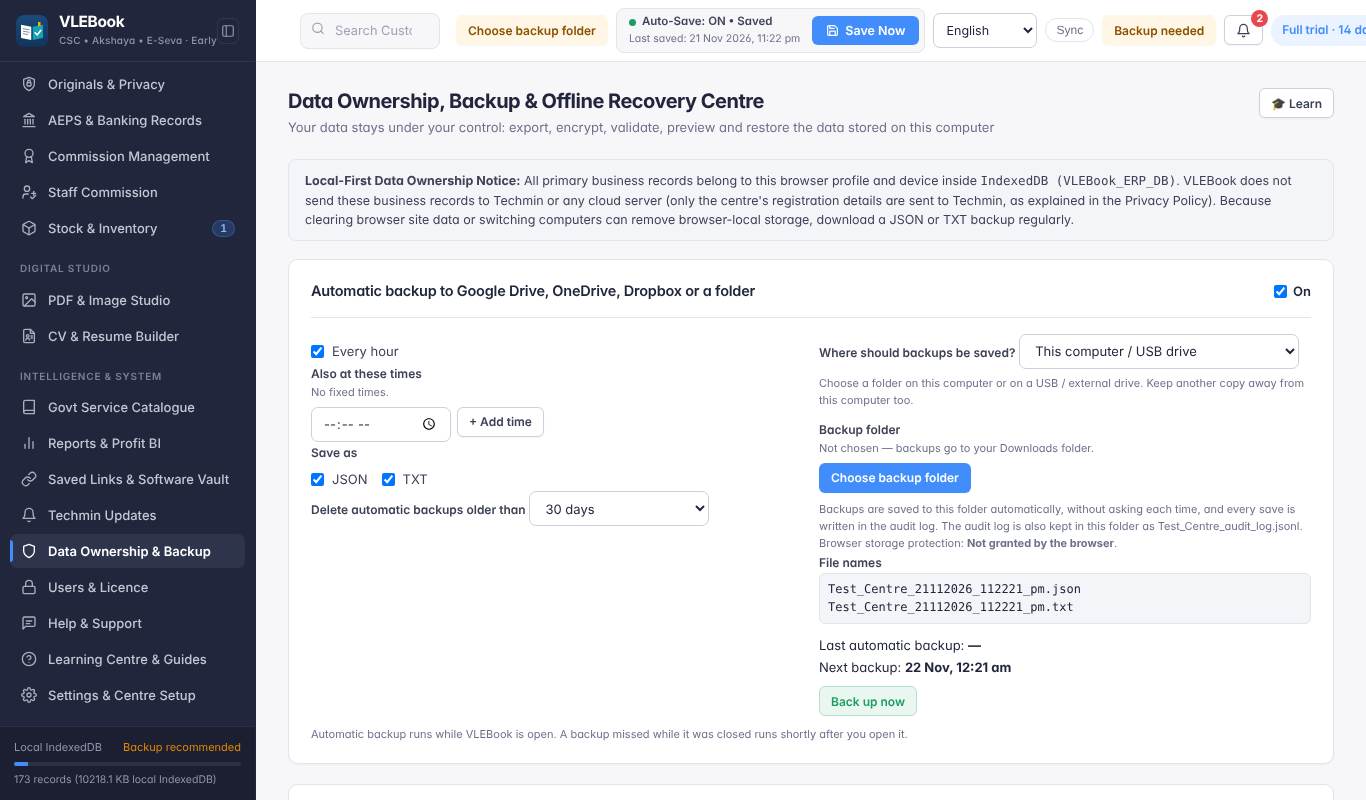 VLEBook
CSC • Akshaya • E-Seva · Early
Originals & Privacy
AEPS & Banking Records
Commission Management
Staff Commission
Stock & Inventory 1
DIGITAL STUDIO
PDF & Image Studio
CV & Resume Builder
INTELLIGENCE & SYSTEM
Govt Service Catalogue
Reports & Profit BI
Saved Links & Software Vault
Techmin Updates
Data Ownership & Backup
Users & Licence
Help & Support
Learning Centre & Guides
Settings & Centre Setup
Local IndexedDB Backup recommended
173 records (10218.1 KB local IndexedDB)
Search Custo
Choose backup folder
Auto-Save: ON • Saved
Last saved: 21 Nov 2026, 11:22 pm
Save Now
English
Sync
Backup needed
2
Full trial · 14 da
Data Ownership, Backup & Offline Recovery Centre
Your data stays under your control: export, encrypt, validate, preview and restore the data stored on this computer
🎓 Learn
Local-First Data Ownership Notice: All primary business records belong to this browser profile and device inside IndexedDB (VLEBook_ERP_DB). VLEBook does not
send these business records to Techmin or any cloud server (only the centre's registration details are sent to Techmin, as explained in the Privacy Policy). Because
clearing browser site data or switching computers can remove browser-local storage, download a JSON or TXT backup regularly.
Automatic backup to Google Drive, OneDrive, Dropbox or a folder
On
Every hour
Also at these times
No fixed times.
--:-- --
+ Add time
Save as
JSON TXT
Delete automatic backups older than 30 days
Where should backups be saved? This computer / USB drive
Choose a folder on this computer or on a USB / external drive. Keep another copy away from
this computer too.
Backup folder
Not chosen — backups go to your Downloads folder.
Choose backup folder
Backups are saved to this folder automatically, without asking each time, and every save is
written in the audit log. The audit log is also kept in this folder as Test_Centre_audit_log.jsonl.
Browser storage protection: Not granted by the browser.
File names
Test_Centre_21112026_112221_pm.json
Test_Centre_21112026_112221_pm.txt
Last automatic backup: —
Next backup: 22 Nov, 12:21 am
Back up now
Automatic backup runs while VLEBook is open. A backup missed while it was closed runs shortly after you open it.